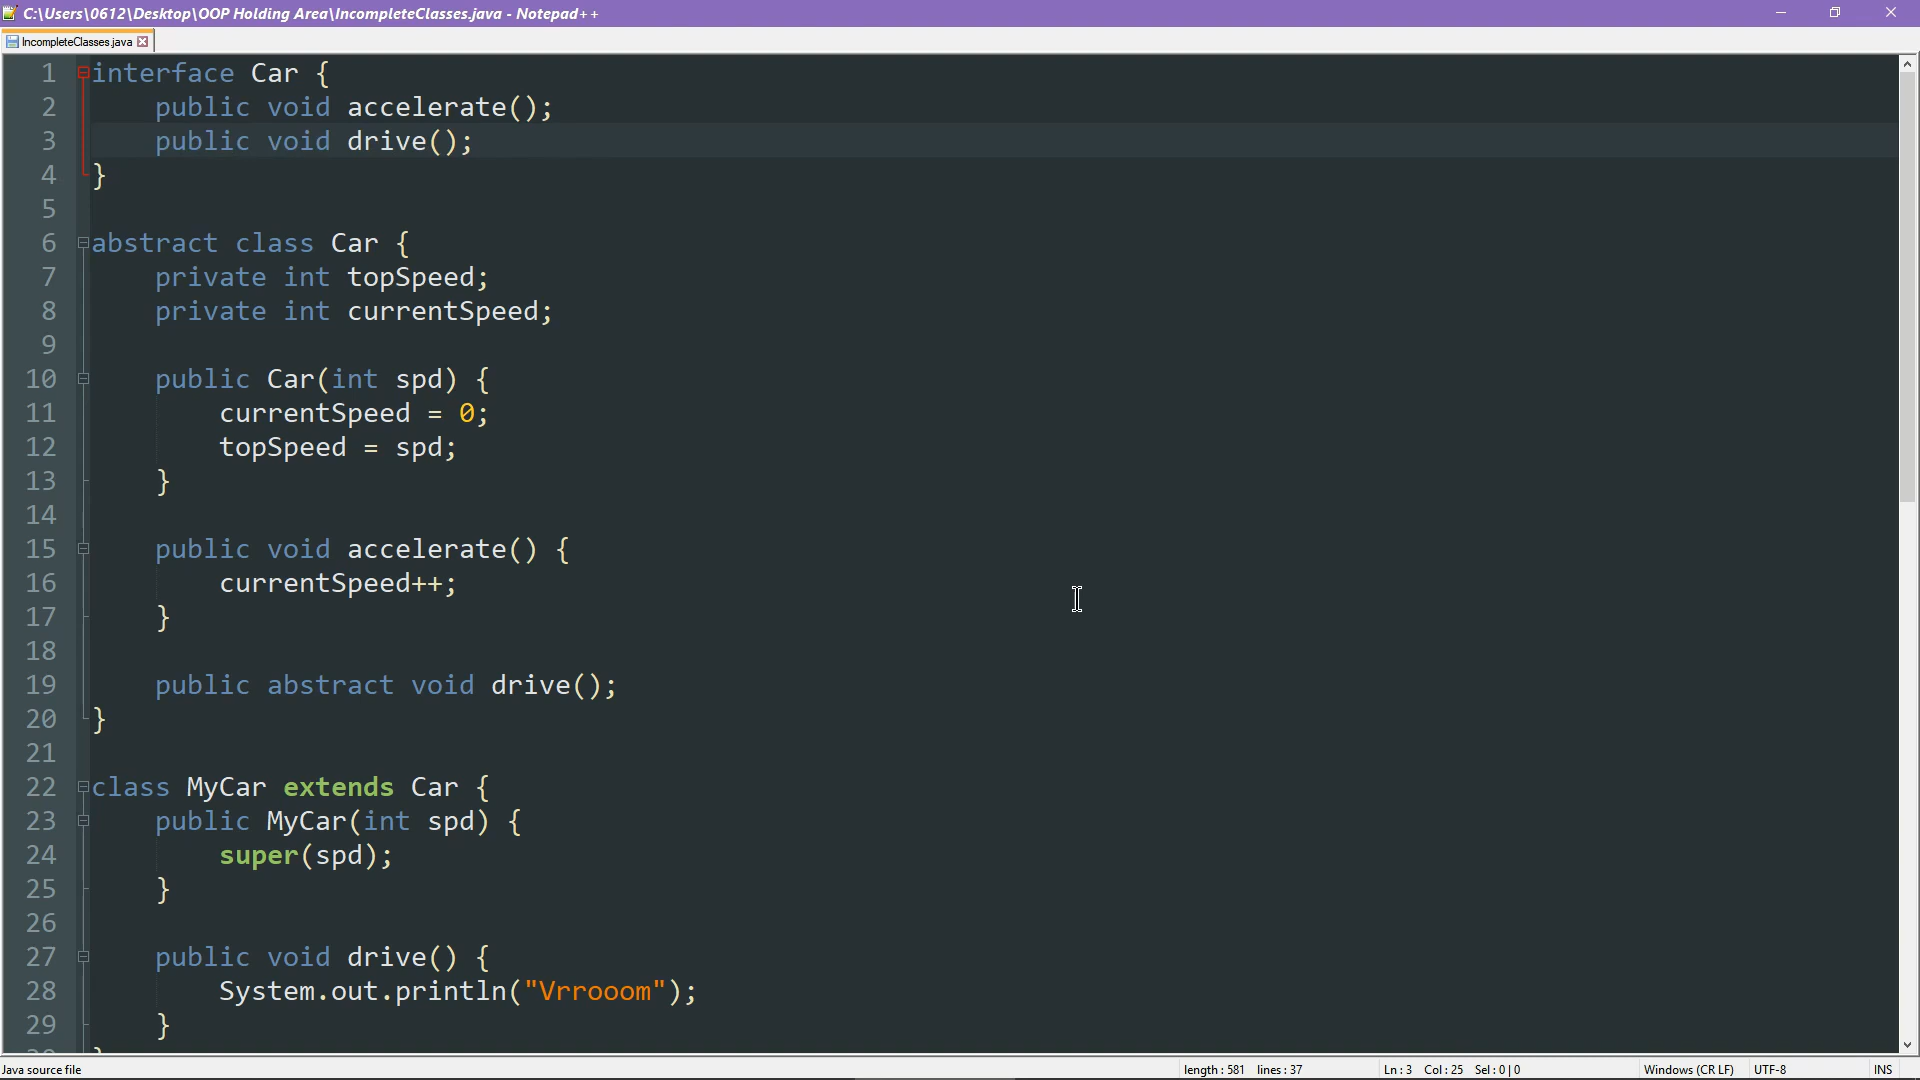 C:\Users\0612\Desktop\OOP Holding Area\IncompleteClasses.java - Notepad++
IncompleteClasses.java
1 interface Car {
2     public void accelerate();
3     public void drive();
4 }
5
6 abstract class Car {
7     private int topSpeed;
8     private int currentSpeed;
9
10     public Car(int spd) {
11         currentSpeed = 0;
12         topSpeed = spd;
13     }
14
15     public void accelerate() {
16         currentSpeed++;
17     }
18
19     public abstract void drive();
20 }
21
22 class MyCar extends Car {
23     public MyCar(int spd) {
24         super(spd);
25     }
26
27     public void drive() {
28         System.out.println("Vrrooom");
29     }
Java source file length : 581 lines : 37 Ln : 3 Col : 25 Sel : 0 | 0 Windows (CR LF) UTF-8 INS